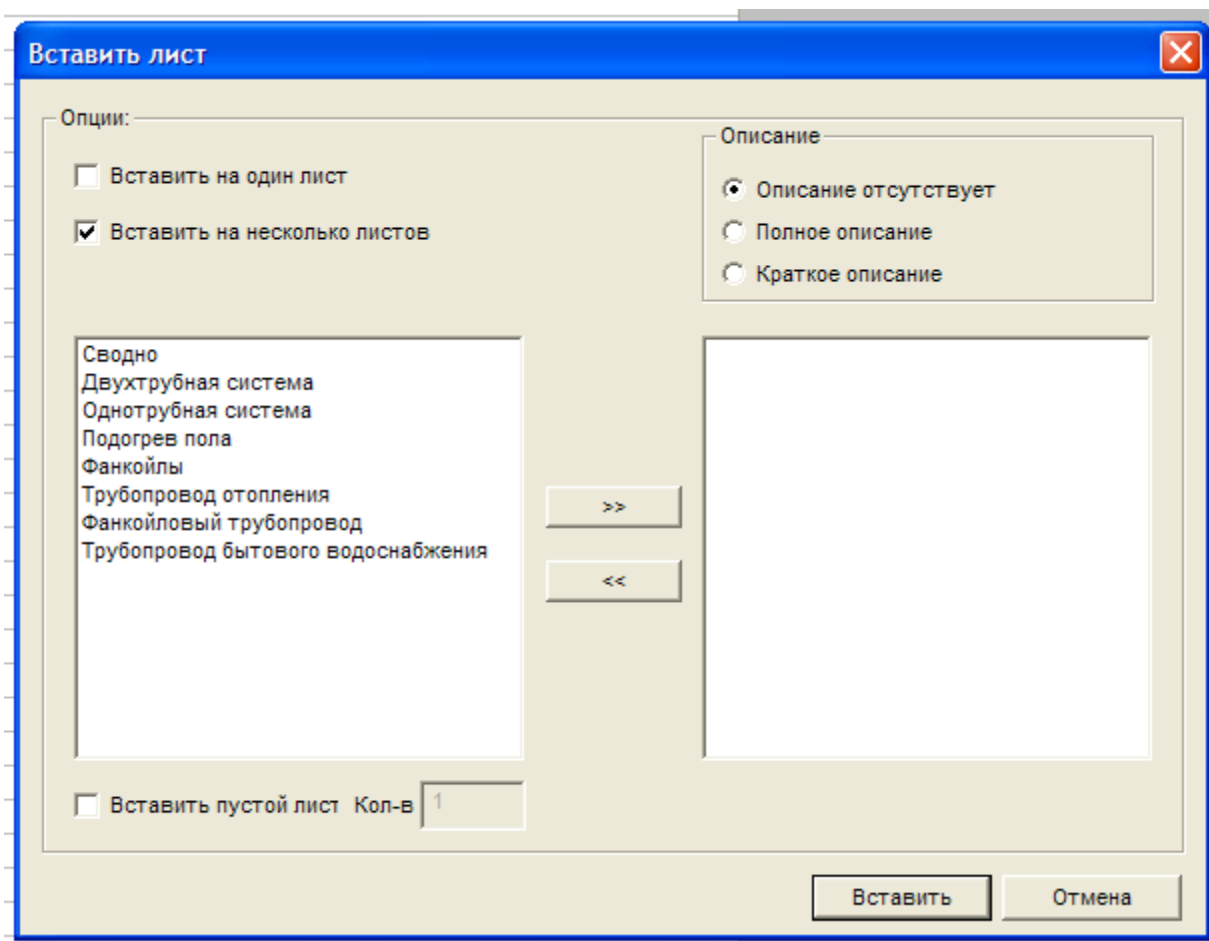 Вставить лист
Опции:
Вставить на один лист
Вставить на несколько листов
Описание
Описание отсутствует
Полное описание
Краткое описание
Сводно
Двухтрубная система
Однотрубная система
Подогрев пола
Фанкойлы
Трубопровод отопления
Фанкойловый трубопровод
Трубопровод бытового водоснабжения
>>
<<
Вставить пустой лист Кол-в 1
Вставить Отмена